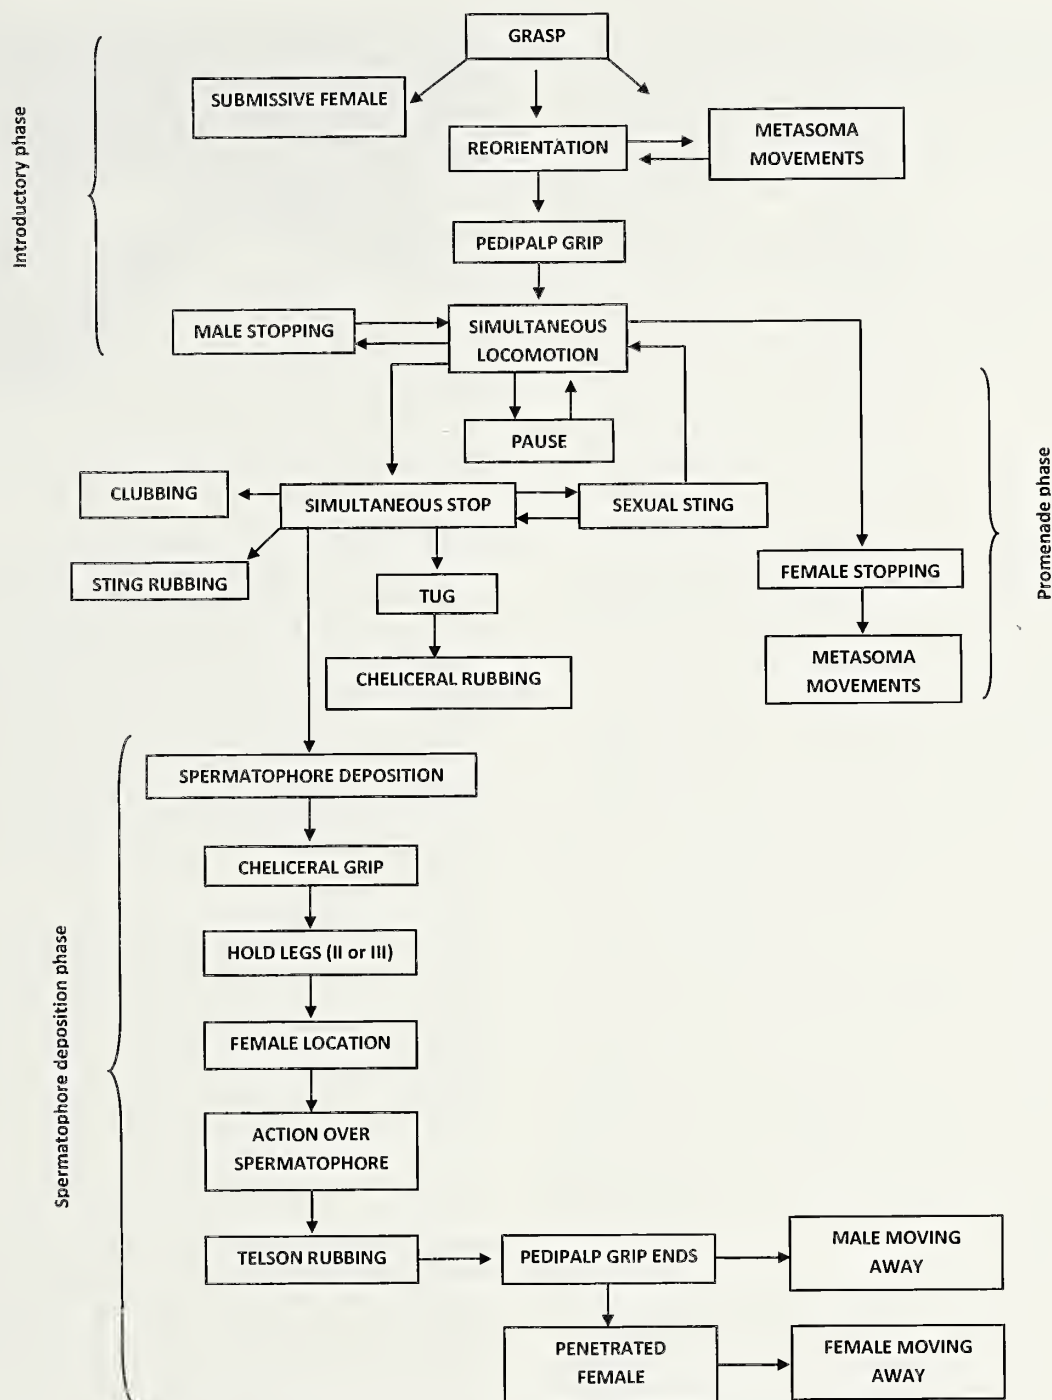 GRASP
SUBMISSIVE FEMALE
REORIENTATION
METASOMA
MOVEMENTS
Introductory phase
PEDIPALP GRIP
MALE STOPPING
SIMULTANEOUS
LOCOMOTION
PAUSE
CLUBBING
SIMULTANEOUS STOP
SEXUAL STING
STING RUBBING
TUG
FEMALE STOPPING
Promenade phase
CHELICERAL RUBBING
METASOMA
MOVEMENTS
SPERMATOPHORE DEPOSITION
CHELICERAL GRIP
HOLD LEGS (II or III)
Spermatophore deposition phase
FEMALE LOCATION
ACTION OVER
SPERMATOPHORE
TELSON RUBBING
PEDIPALP GRIP ENDS
MALE MOVING
AWAY
PENETRATED
FEMALE
FEMALE MOVING
AWAY